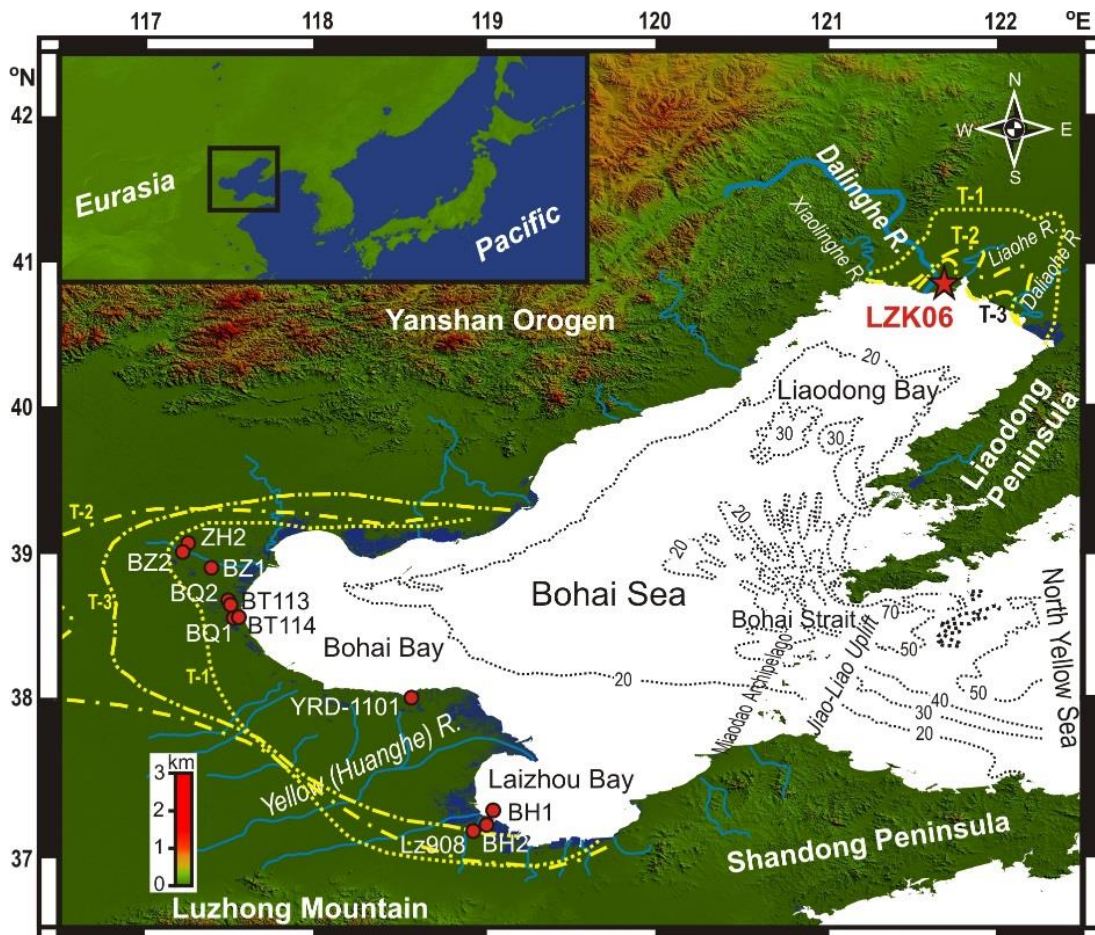 117 118 119 120 121 122 °E
°N
42
41
40
39
38
37
Eurasia
Pacific
N
W E
S
Dalinghe R.
Xiaolinghe R.
T-1
T-2
Liaohe R.
Daliaohe R.
T-3
LZK06
Yanshan Orogen
20
Liaodong Bay
30
30
Liaodong
Peninsula
T-2
T-3
T-1
ZH2
BZ2
BZ1
BQ2
BT113
BT114
BQ1
Bohai Bay
Bohai Sea
20
20
Bohai Strait
70
50
North Yellow Sea
Miaodao Archipelago
Jiao-Liao Uplift
20
50
40
30
20
YRD-1101
Yellow (Huanghe) R.
Laizhou Bay
BH1
BH2
Lz908
Shandong Peninsula
km
3
2
1
0
Luzhong Mountain